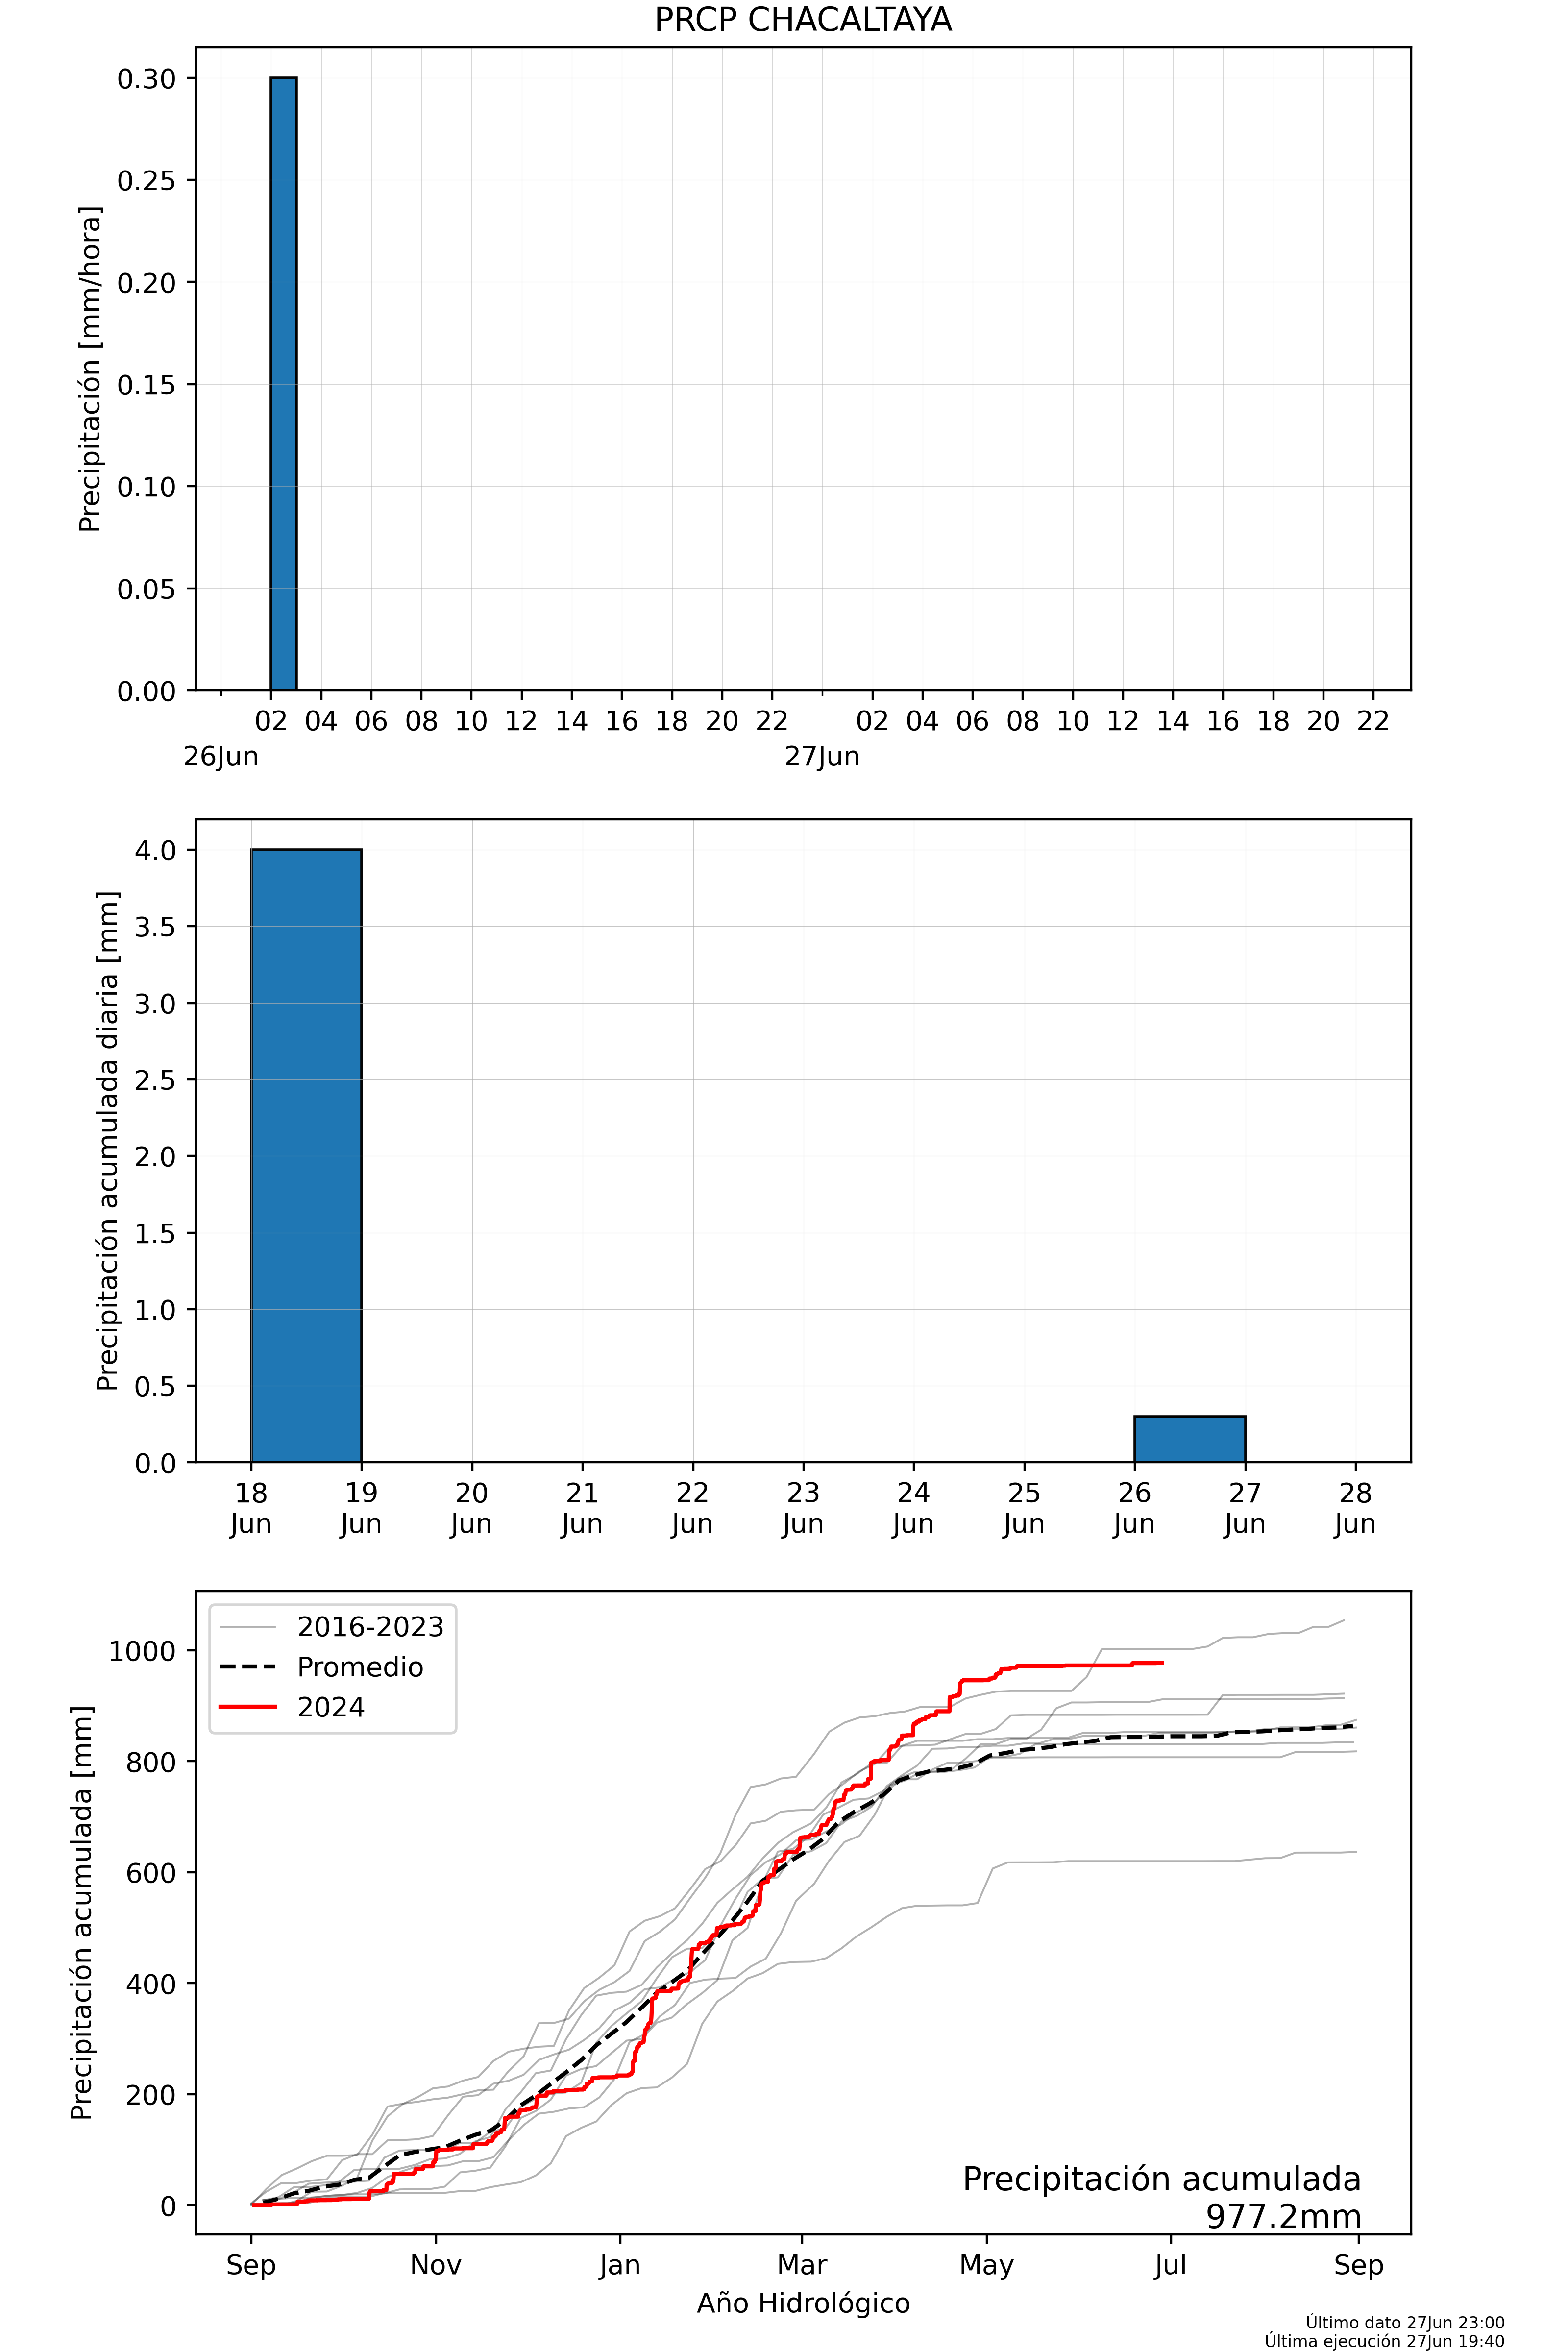 PRCP CHACALTAYA
Precipitación [mm/hora]
0.30
0.25
0.20
0.15
0.10
0.05
0.00
02 04 06 08 10 12 14 16 18 20 22 02 04 06 08 10 12 14 16 18 20 22
26Jun 27Jun
Precipitación acumulada diaria [mm]
4.0
3.5
3.0
2.5
2.0
1.5
1.0
0.5
0.0
18 19 20 21 22 23 24 25 26 27 28
Jun Jun Jun Jun Jun Jun Jun Jun Jun Jun Jun
Precipitación acumulada [mm]
1000
800
600
400
200
0
2016-2023
Promedio
2024
Precipitación acumulada
977.2mm
Sep Nov Jan Mar May Jul Sep
Año Hidrológico
Último dato 27Jun 23:00
Última ejecución 27Jun 19:40